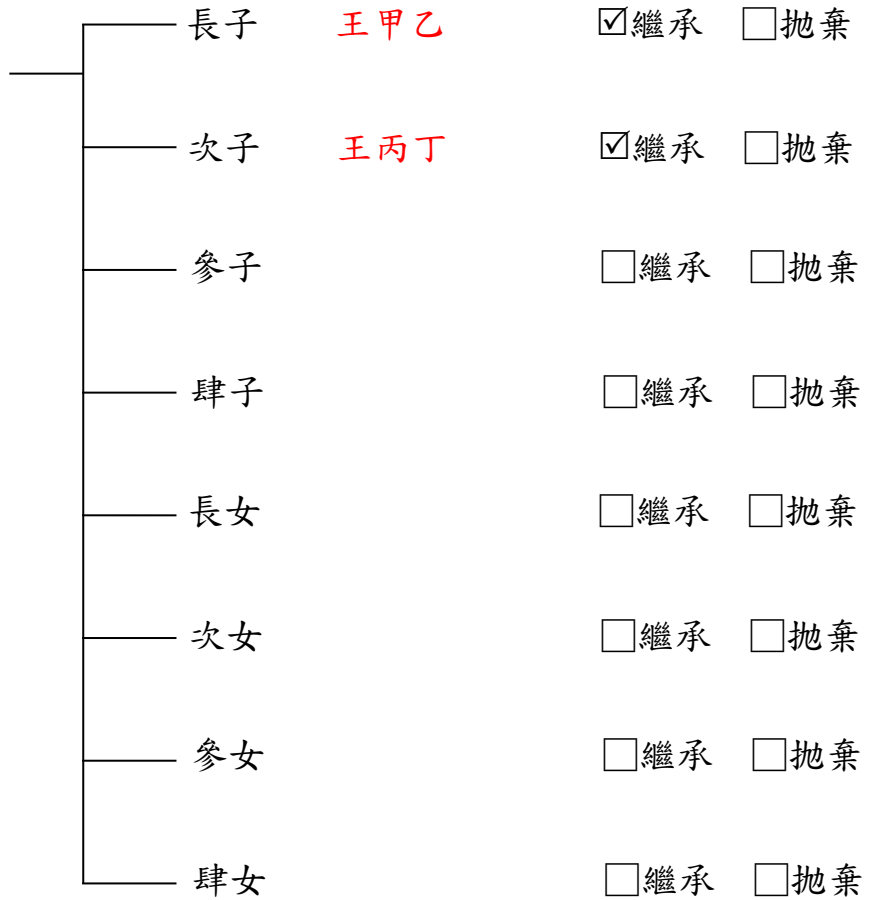 長子 王甲乙 ☑繼承 □拋棄
次子 王丙丁 ☑繼承 □拋棄
參子 □繼承 □拋棄
肆子 □繼承 □拋棄
長女 □繼承 □拋棄
次女 □繼承 □拋棄
參女 □繼承 □拋棄
肆女 □繼承 □拋棄